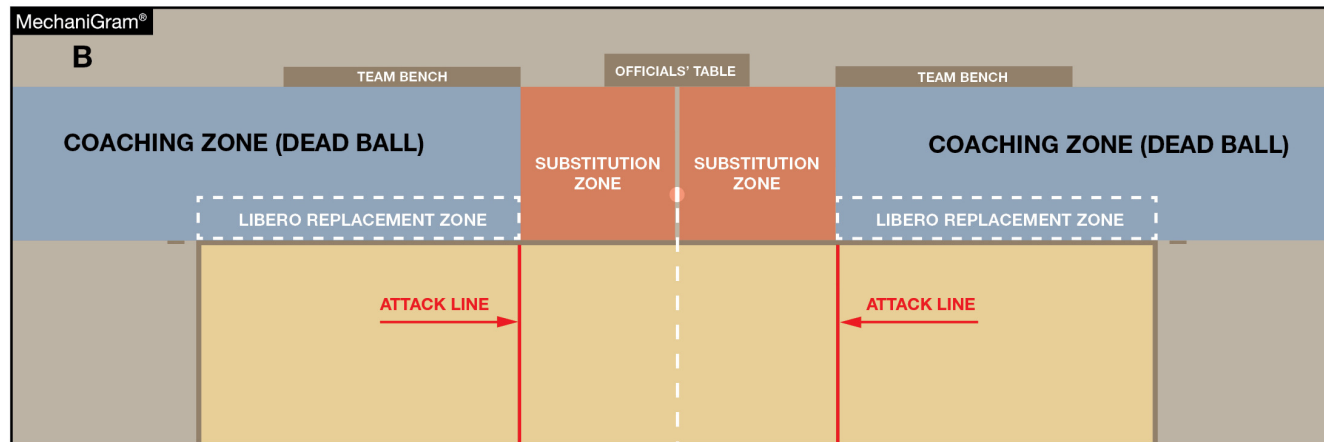 MechaniGram®
B
TEAM BENCH
OFFICIALS' TABLE
TEAM BENCH
COACHING ZONE (DEAD BALL)
SUBSTITUTION
ZONE
SUBSTITUTION
ZONE
COACHING ZONE (DEAD BALL)
LIBERO REPLACEMENT ZONE
LIBERO REPLACEMENT ZONE
ATTACK LINE
ATTACK LINE